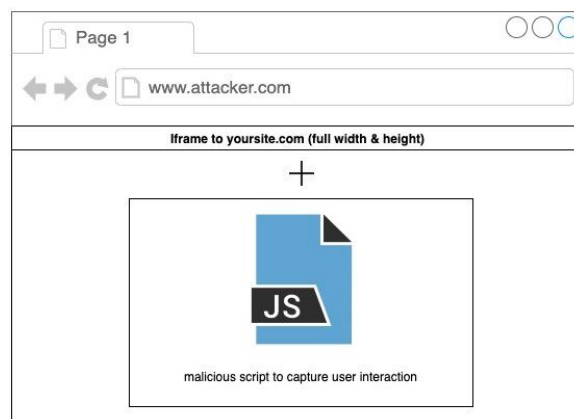 Page 1
www.attacker.com
Iframe to yoursite.com (full width & height)
+
JS
malicious script to capture user interaction